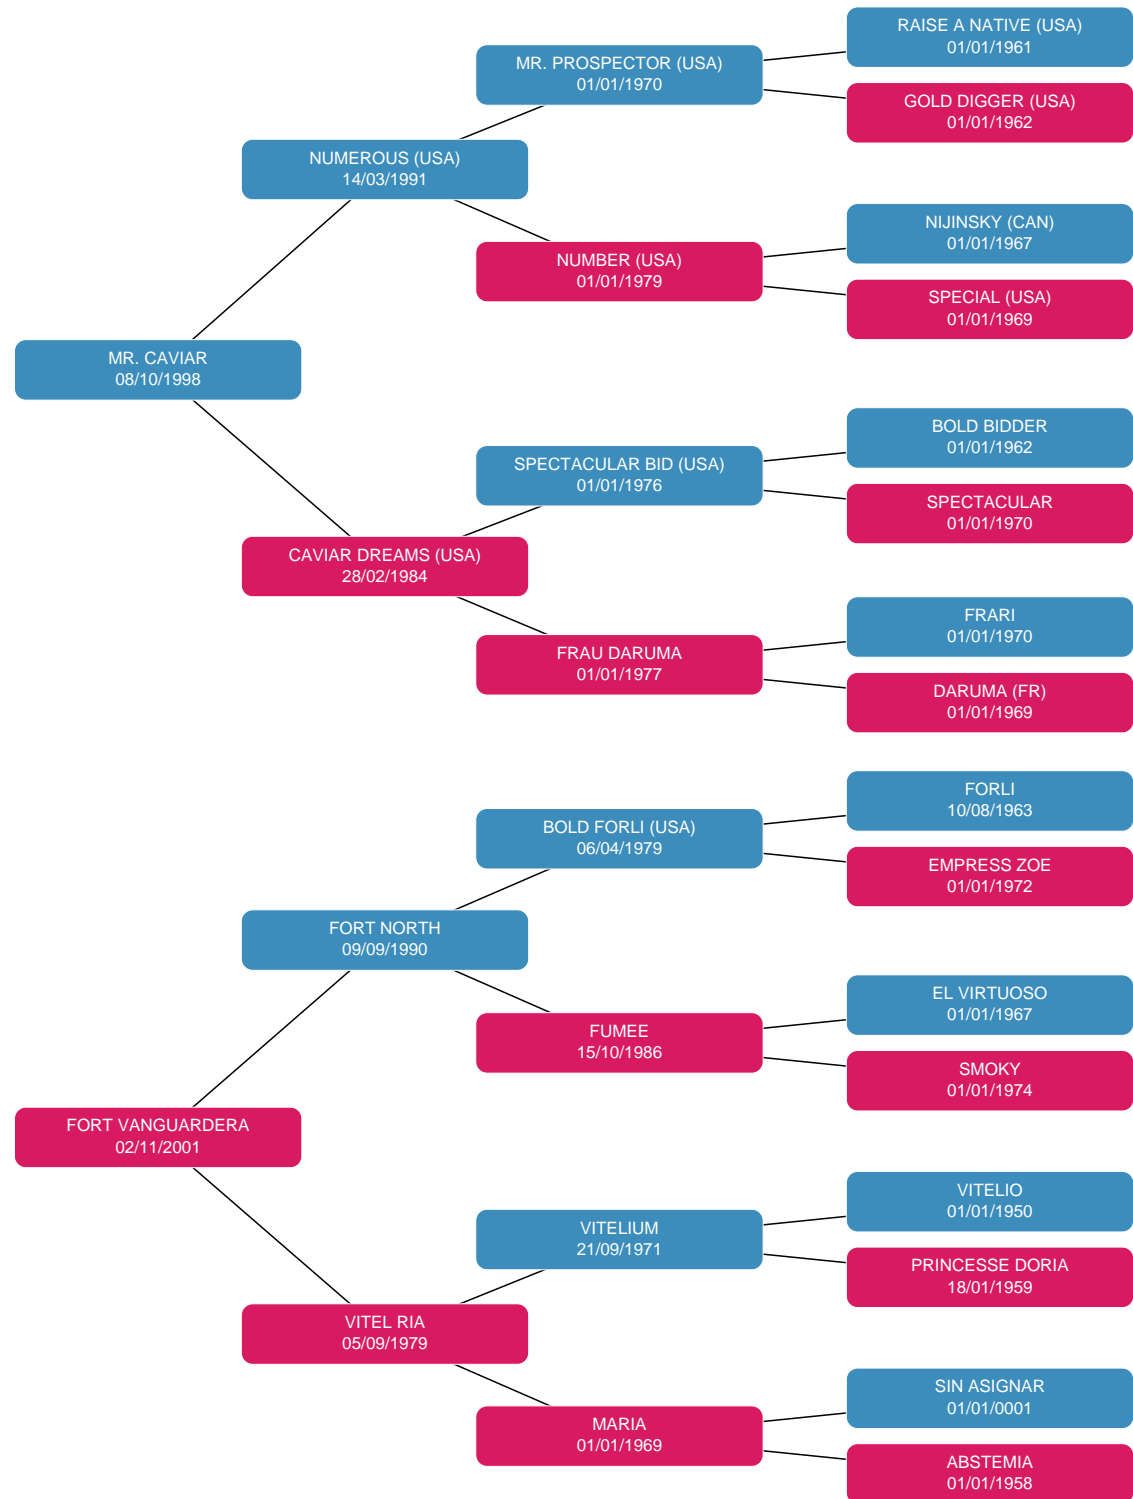 RAISE A NATIVE (USA)
01/01/1961
MR. PROSPECTOR (USA)
01/01/1970
GOLD DIGGER (USA)
01/01/1962
NUMEROUS (USA)
14/03/1991
NIJINSKY (CAN)
01/01/1967
NUMBER (USA)
01/01/1979
SPECIAL (USA)
01/01/1969
MR. CAVIAR
08/10/1998
BOLD BIDDER
01/01/1962
SPECTACULAR BID (USA)
01/01/1976
SPECTACULAR
01/01/1970
CAVIAR DREAMS (USA)
28/02/1984
FRARI
01/01/1970
FRAU DARUMA
01/01/1977
DARUMA (FR)
01/01/1969
FORLI
10/08/1963
BOLD FORLI (USA)
06/04/1979
EMPRESS ZOE
01/01/1972
FORT NORTH
09/09/1990
EL VIRTUOSO
01/01/1967
FUMEE
15/10/1986
SMOKY
01/01/1974
FORT VANGUARDERA
02/11/2001
VITELIO
01/01/1950
VITELIUM
21/09/1971
PRINCESSE DORIA
18/01/1959
VITEL RIA
05/09/1979
SIN ASIGNAR
01/01/0001
MARIA
01/01/1969
ABSTEMIA
01/01/1958